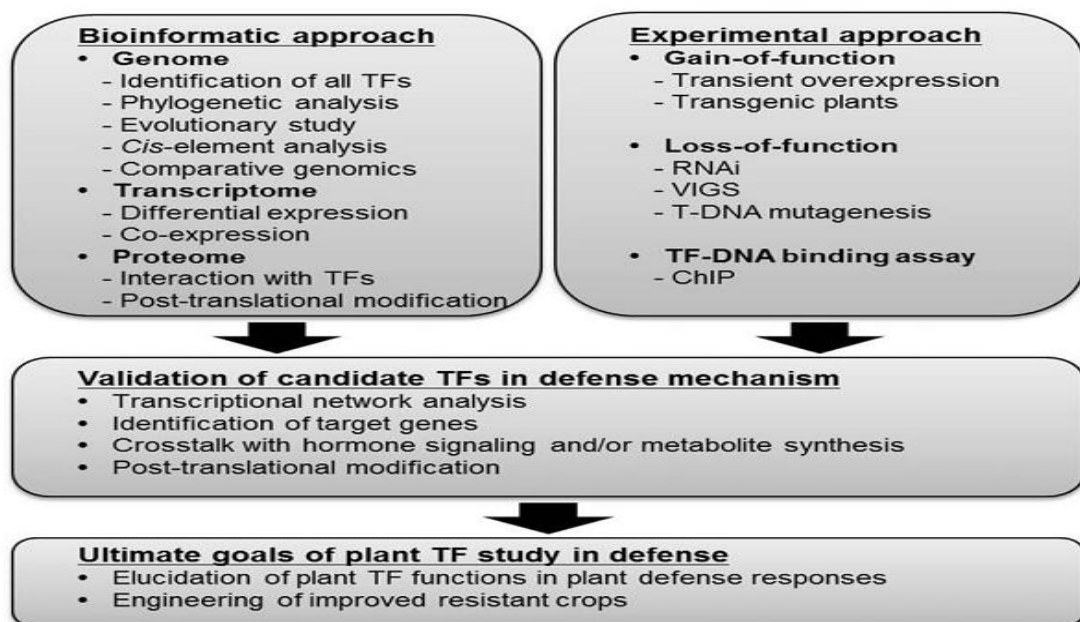 Bioinformatic approach
• Genome
- Identification of all TFs
- Phylogenetic analysis
- Evolutionary study
- Cis-element analysis
- Comparative genomics
• Transcriptome
- Differential expression
- Co-expression
• Proteome
- Interaction with TFs
- Post-translational modification
Experimental approach
• Gain-of-function
- Transient overexpression
- Transgenic plants
• Loss-of-function
- RNAi
- VIGS
- T-DNA mutagenesis
• TF-DNA binding assay
- ChIP
Validation of candidate TFs in defense mechanism
• Transcriptional network analysis
• Identification of target genes
• Crosstalk with hormone signaling and/or metabolite synthesis
• Post-translational modification
Ultimate goals of plant TF study in defense
• Elucidation of plant TF functions in plant defense responses
• Engineering of improved resistant crops